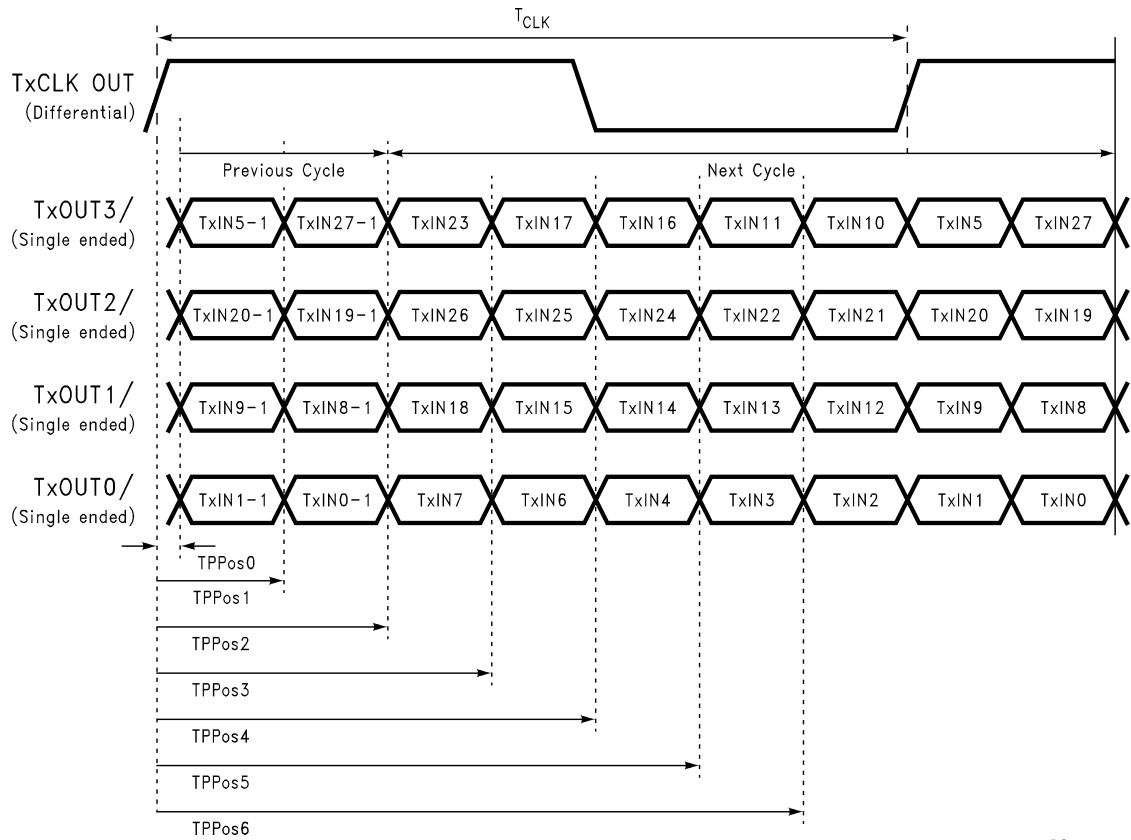 TCLK
TxCLK OUT
(Differential)
Previous Cycle
Next Cycle
TxOUT3/
(Single ended)
TxIN5-1 TxIN27-1 TxIN23 TxIN17 TxIN16 TxIN11 TxIN10 TxIN5 TxIN27
TxOUT2/
(Single ended)
TxIN20-1 TxIN19-1 TxIN26 TxIN25 TxIN24 TxIN22 TxIN21 TxIN20 TxIN19
TxOUT1/
(Single ended)
TxIN9-1 TxIN8-1 TxIN18 TxIN15 TxIN14 TxIN13 TxIN12 TxIN9 TxIN8
TxOUT0/
(Single ended)
TxIN1-1 TxIN0-1 TxIN7 TxIN6 TxIN4 TxIN3 TxIN2 TxIN1 TxIN0
TPPos0
TPPos1
TPPos2
TPPos3
TPPos4
TPPos5
TPPos6